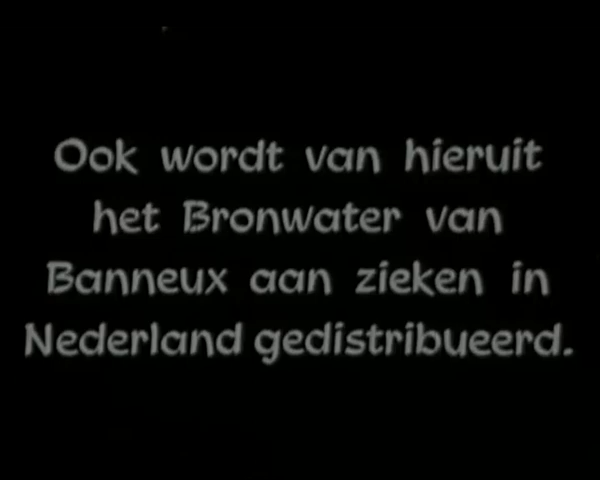 Ook wordt van hieruit
het Bronwater van
Banneux aan zieken in
Nederland gedistribueerd.